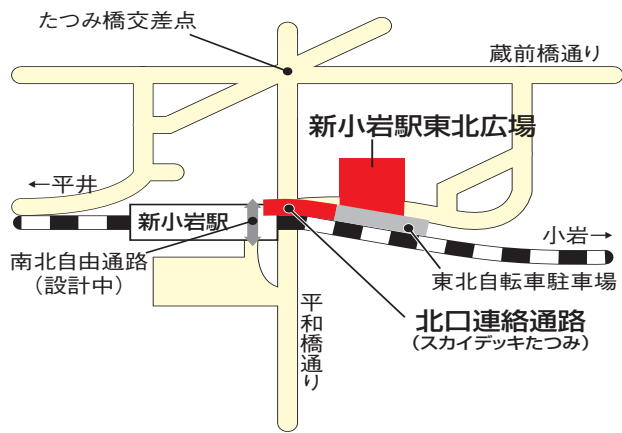 たつみ橋交差点
蔵前橋通り
新小岩駅東北広場
←平井
新小岩駅
小岩→
南北自由通路
(設計中)
東北自転車駐車場
平和橋通り
北口連絡通路
(スカイデッキたつみ)